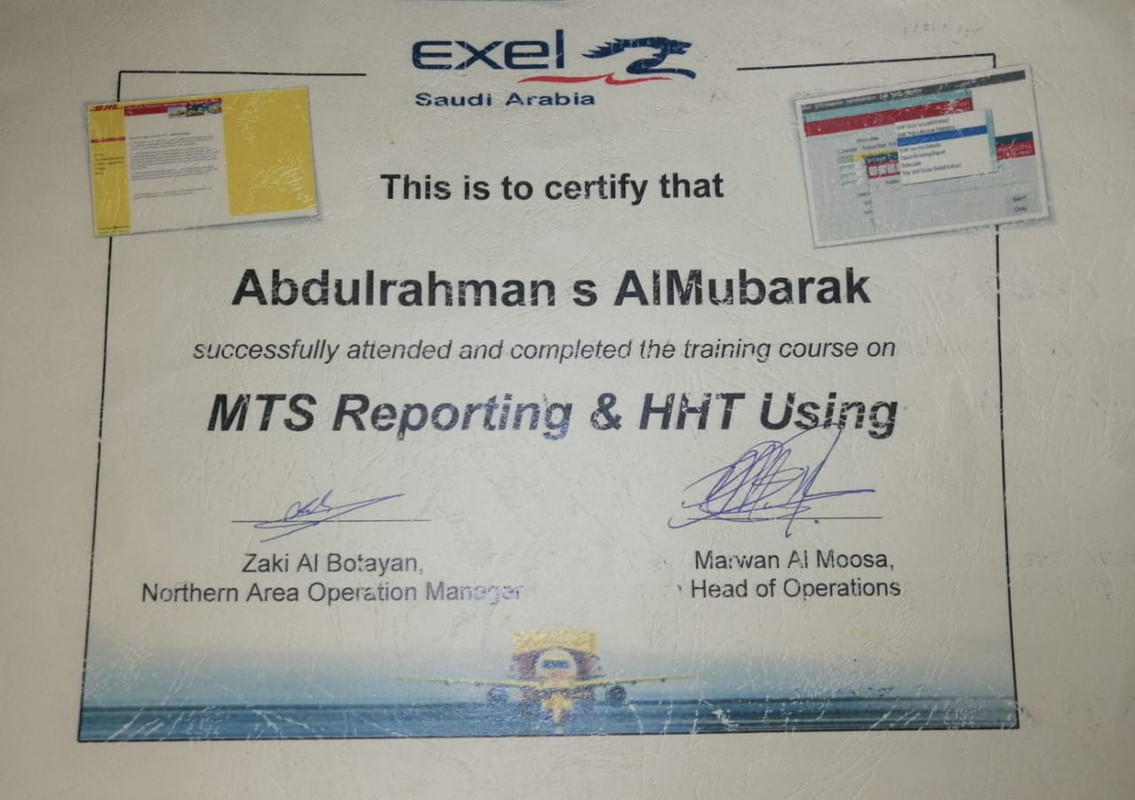 exel
Saudi Arabia
DHL
This is to certify that
Abdulrahman s AlMubarak
successfully attended and completed the training course on
MTS Reporting & HHT Using
Zaki Al Botayan,
Northern Area Operation Manager
Marwan Al Moosa,
Head of Operations